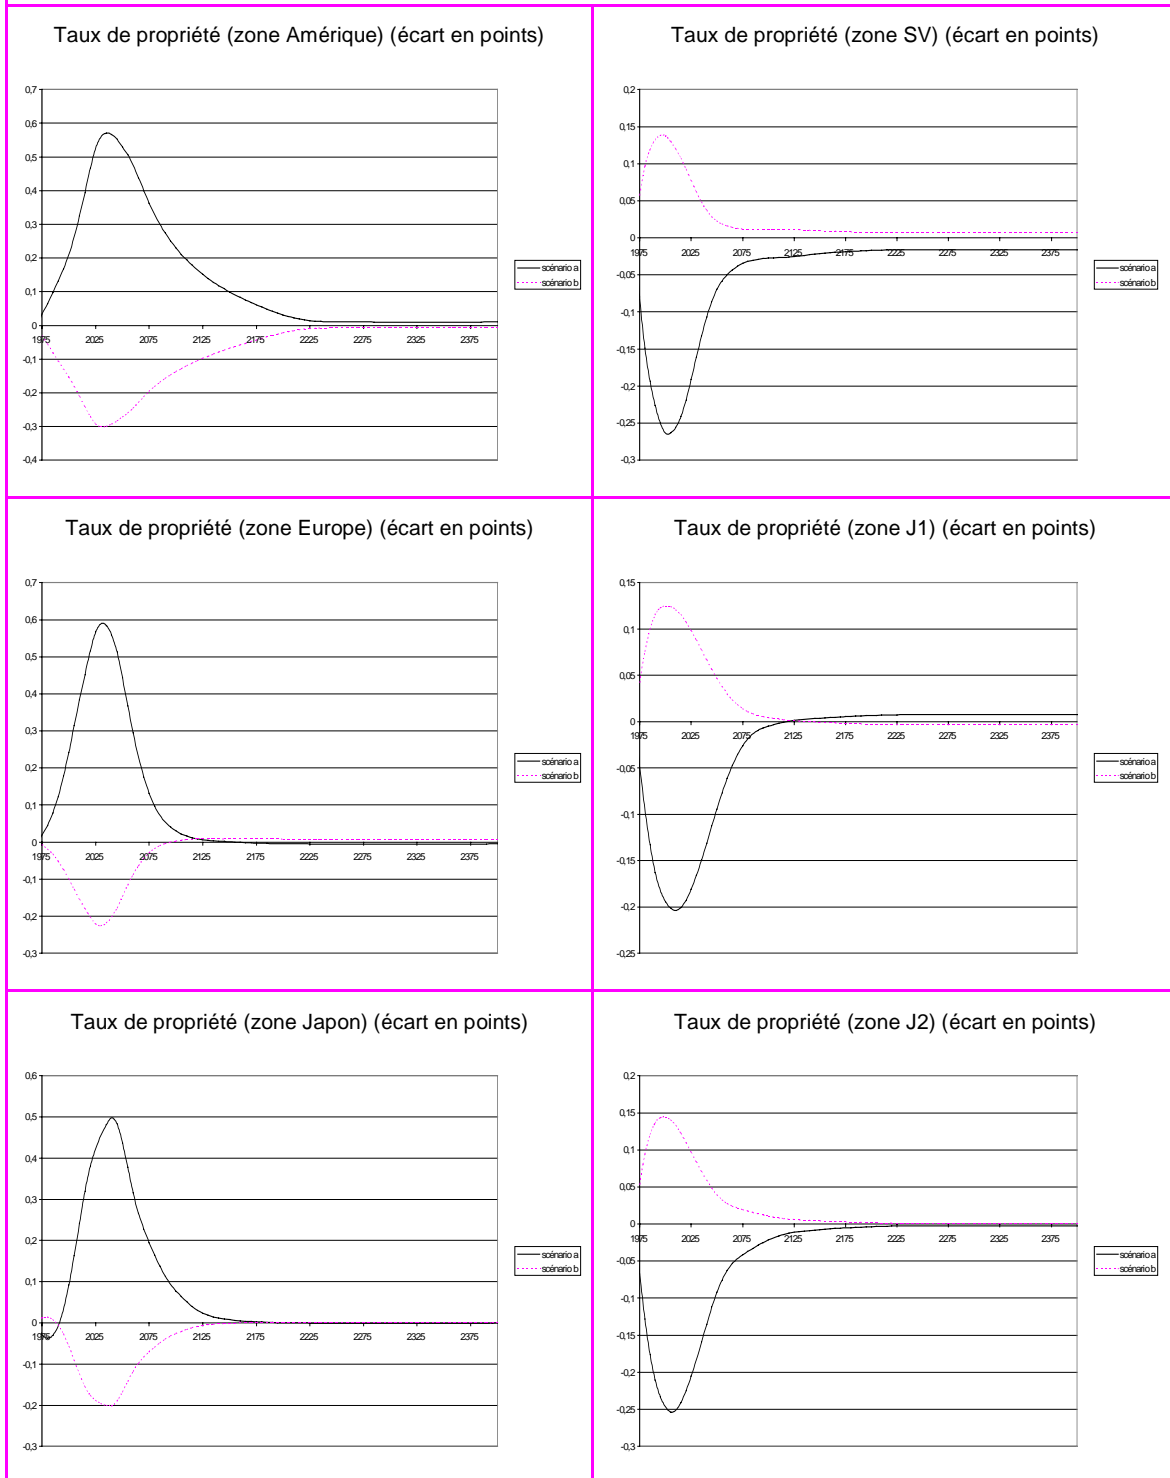 Taux de propriété (zone Amérique) (écart en points)
0,7
0,6
0,5
0,4
0,3
0,2
0,1
0
-0,1
-0,2
-0,3
-0,4
1975 2025 2075 2125 2175 2225 2275 2325 2375
scénario a
scénario b
Taux de propriété (zone SV) (écart en points)
0,2
0,15
0,1
0,05
0
-0,05
-0,1
-0,15
-0,2
-0,25
-0,3
1975 2025 2075 2125 2175 2225 2275 2325 2375
scénario a
scénario b
Taux de propriété (zone Europe) (écart en points)
0,7
0,6
0,5
0,4
0,3
0,2
0,1
0
-0,1
-0,2
-0,3
1975 2025 2075 2125 2175 2225 2275 2325 2375
scénario a
scénario b
Taux de propriété (zone J1) (écart en points)
0,15
0,1
0,05
0
-0,05
-0,1
-0,15
-0,2
-0,25
1975 2025 2075 2125 2175 2225 2275 2325 2375
scénario a
scénario b
Taux de propriété (zone Japon) (écart en points)
0,6
0,5
0,4
0,3
0,2
0,1
0
-0,1
-0,2
-0,3
1975 2025 2075 2125 2175 2225 2275 2325 2375
scénario a
scénario b
Taux de propriété (zone J2) (écart en points)
0,2
0,15
0,1
0,05
0
-0,05
-0,1
-0,15
-0,2
-0,25
-0,3
1975 2025 2075 2125 2175 2225 2275 2325 2375
scénario a
scénario b